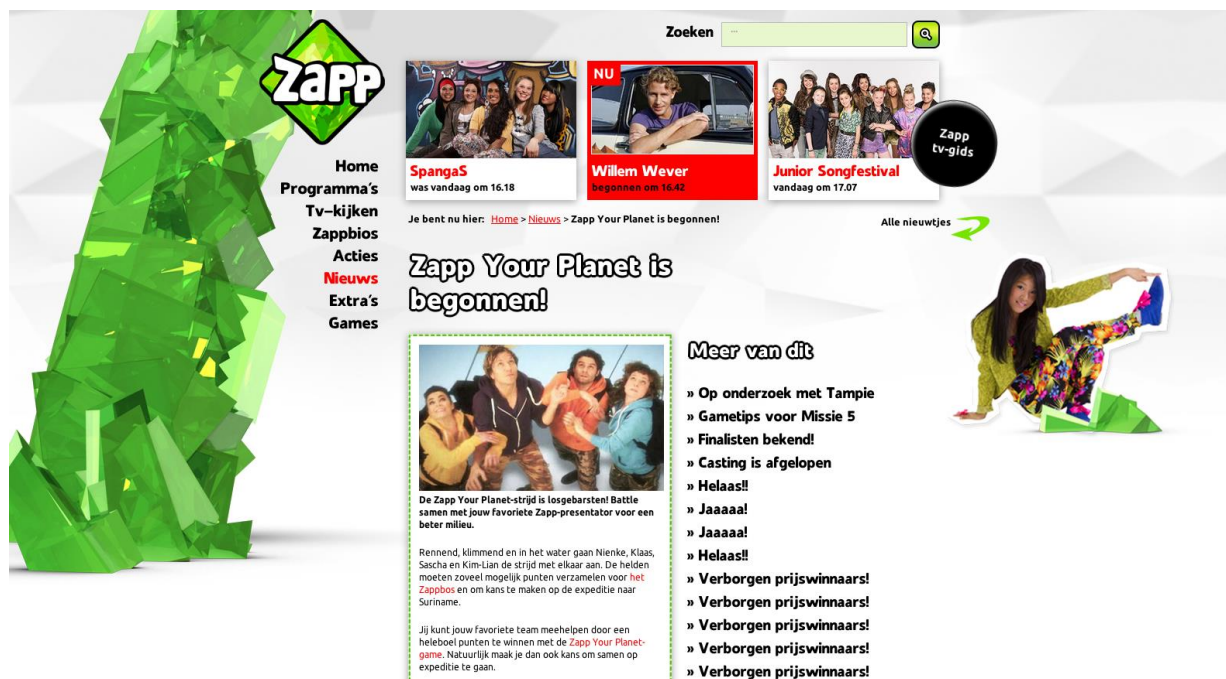 Zapp
Zoeken
...
NU
SpangaS
was vandaag om 16.18
Willem Wever
begonnen om 16.42
Junior Songfestival
vandaag om 17.07
Zapp
tv-gids
Home
Programma's
Tv-kijken
Zappbios
Acties
Nieuws
Extra's
Games
Je bent nu hier: Home > Nieuws > Zapp Your Planet is begonnen!
Alle nieuwtjes
Zapp Your Planet is
begonnen!
De Zapp Your Planet-strijd is losgebarsten! Battle
samen met jouw favoriete Zapp-presentator voor een
beter milieu.
Rennend, klimmend en in het water gaan Nienke, Klaas,
Sascha en Kim-Lian de strijd met elkaar aan. De helden
moeten zoveel mogelijk punten verzamelen voor het
Zappbos en om kans te maken op de expeditie naar
Suriname.
Jij kunt jouw favoriete team meehelpen door een
heleboel punten te winnen met de Zapp Your Planet-
game. Natuurlijk maak je dan ook kans om samen op
expeditie te gaan.
Meer van dit
» Op onderzoek met Tampie
» Gametips voor Missie 5
» Finalisten bekend!
» Casting is afgelopen
» Helaas!!
» Jaaaaa!
» Jaaaaa!
» Helaas!!
» Verborgen prijswinnaars!
» Verborgen prijswinnaars!
» Verborgen prijswinnaars!
» Verborgen prijswinnaars!
» Verborgen prijswinnaars!